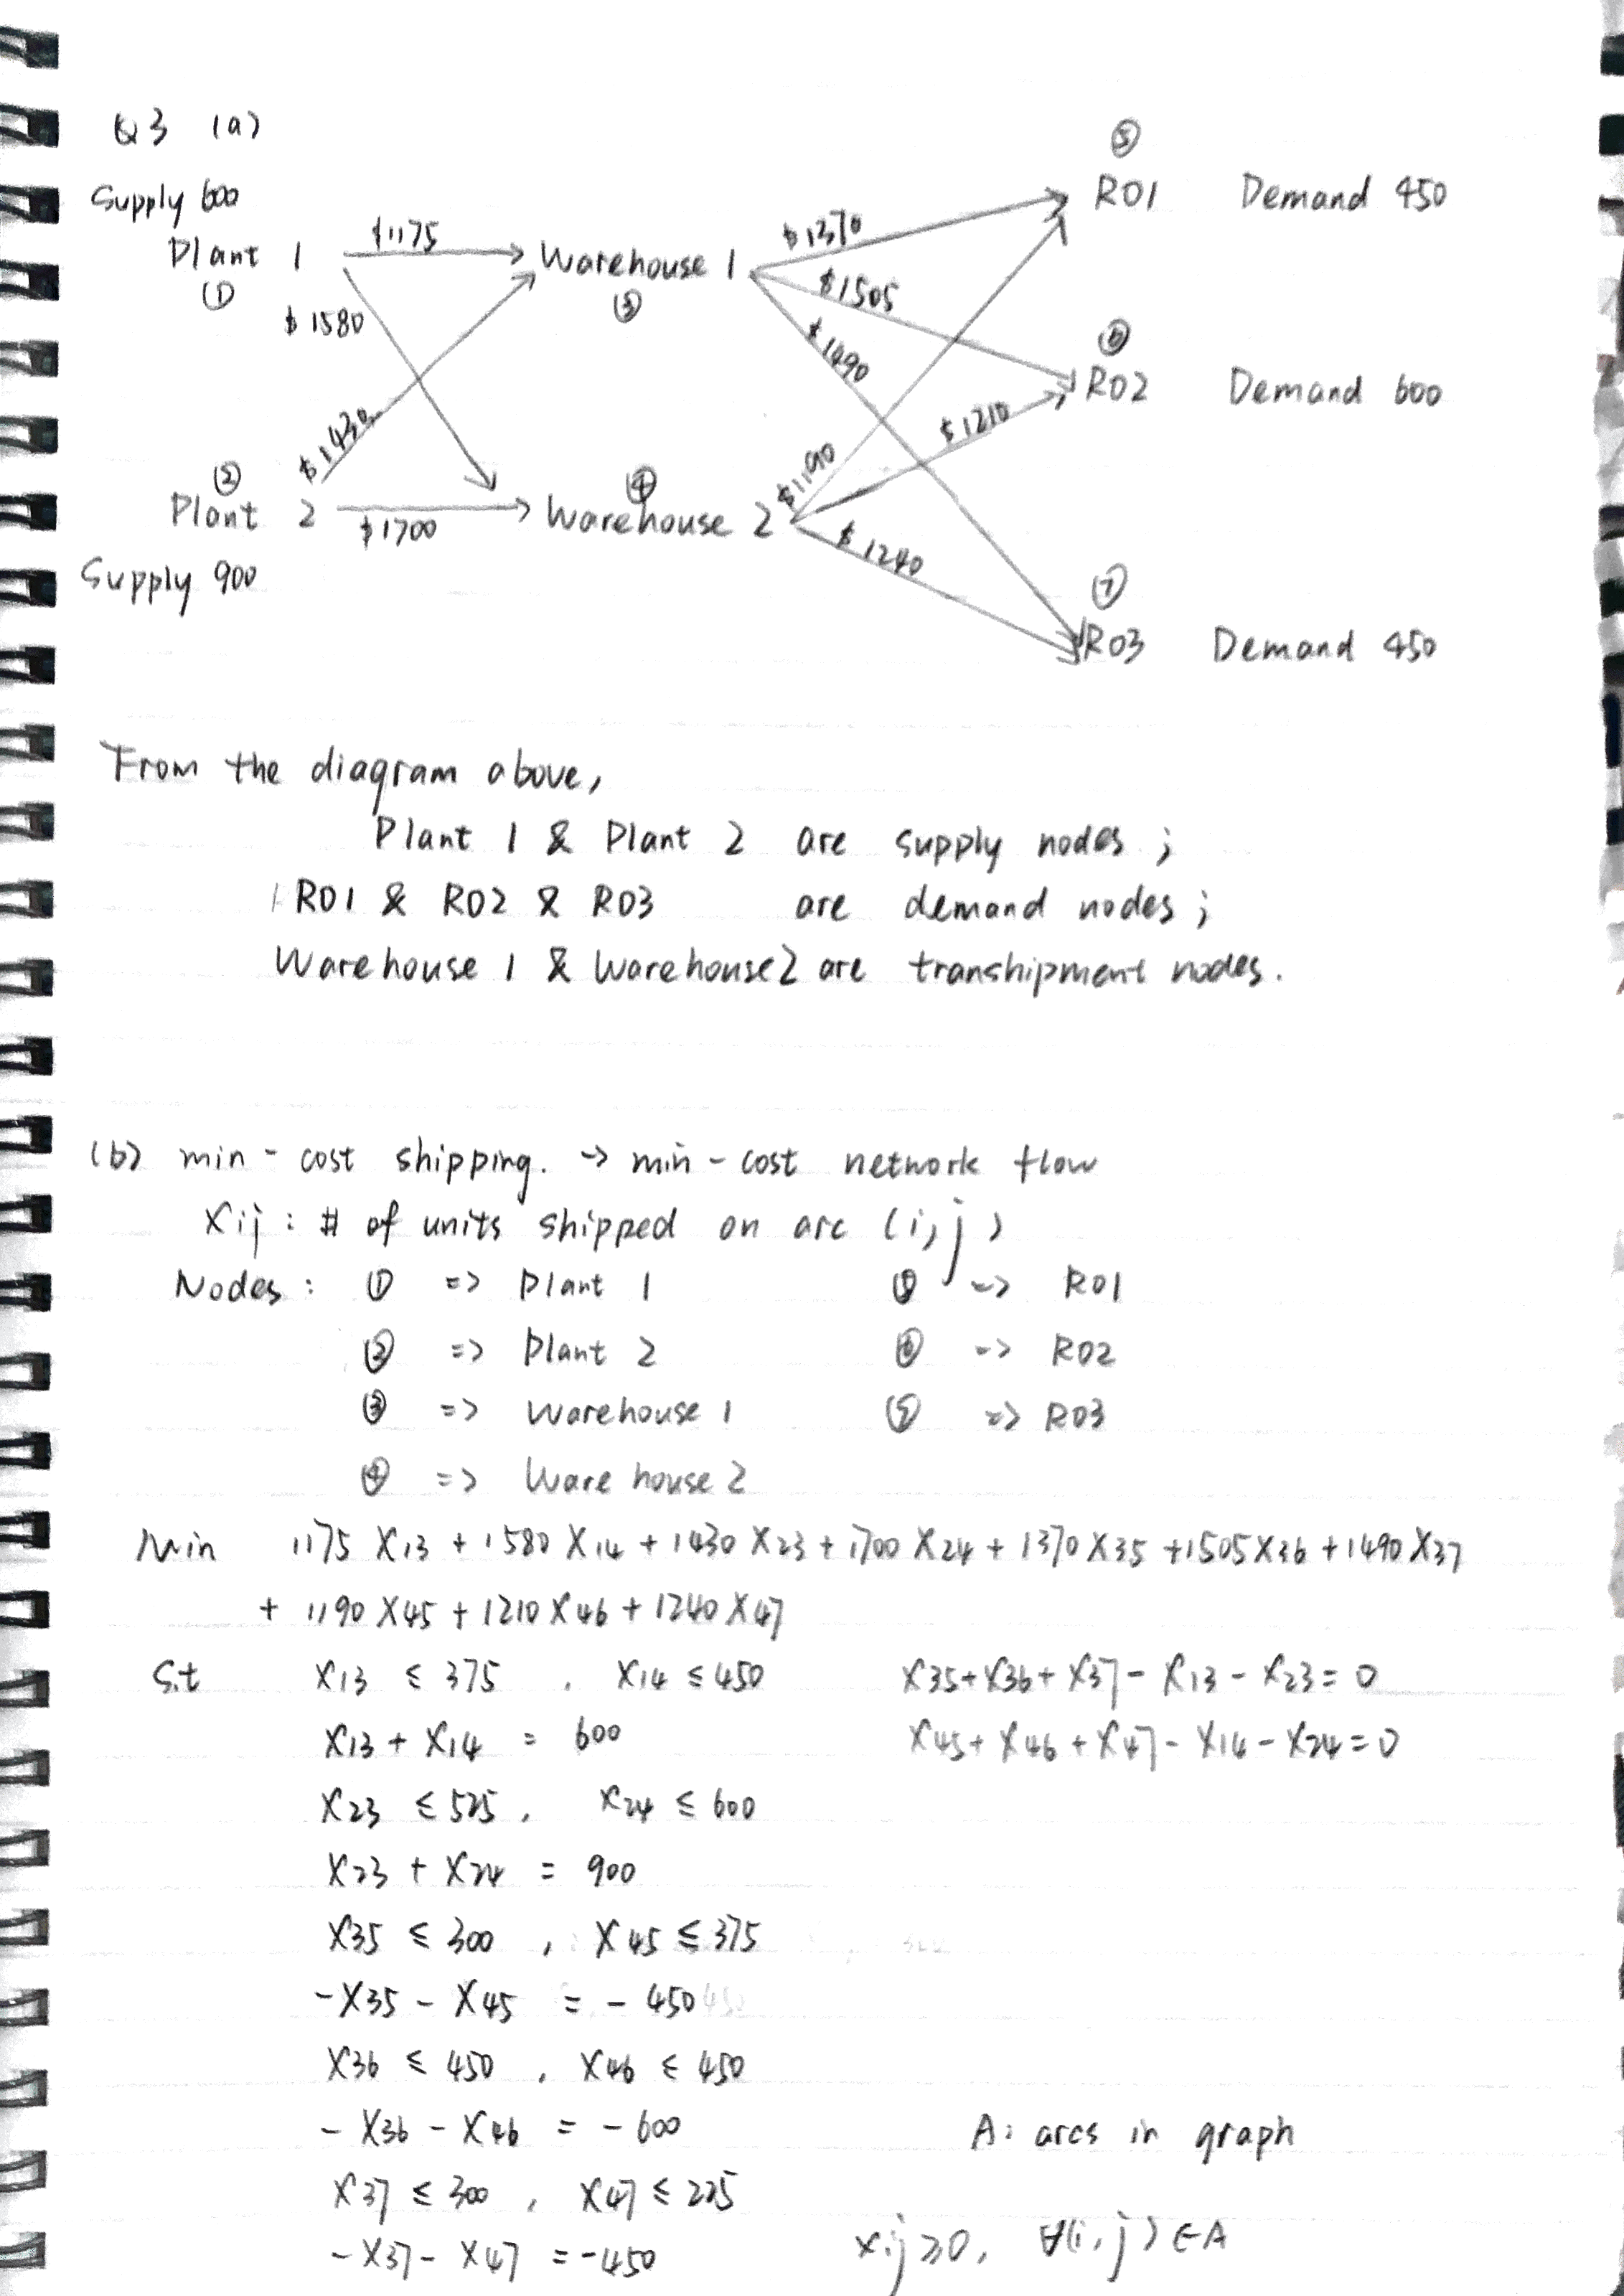 Q3 (a)
⑤
Supply 600
RO1 Demand 450
$1175
$1370
Plant 1
Warehouse 1
①
③
$1505
$1580
$1490
⑥
RO2 Demand 600
$1430
$1210
②
④
$1190
Plant 2
Warehouse 2
$1700
$1240
Supply 900
⑦
RO3 Demand 450
From the diagram above,
Plant 1 & Plant 2 are supply nodes;
RO1 & RO2 & RO3 are demand nodes;
Warehouse 1 & Warehouse 2 are transhipment nodes.
(b) min-cost shipping. → min-cost network flow
Xij : # of units shipped on arc (i,j)
Nodes: ① => Plant 1 ⑤ => RO1
② => Plant 2 ⑥ => RO2
③ => Warehouse 1 => RO3
④ => Warehouse 2
Min 1175 X13 + 1580 X14 + 1430 X23 + 1700 X24 + 1370 X35 + 1505 X36 + 1490 X37
+ 1190 X45 + 1210 X46 + 1240 X47
S.t X13 ≤ 375 , X14 ≤ 450 X35+X36+X37-X13-X23=0
X13 + X14 = 600 X45+X46+X47-X14-X24=0
X23 ≤ 525 , X24 ≤ 600
X23 + X24 = 900
X35 ≤ 300 , X45 ≤ 375
-X35 - X45 = -450
X36 ≤ 450 , X46 ≤ 450
-X36 - X46 = -600 A: arcs in graph
X37 ≤ 300 , X47 ≤ 225
-X37 - X47 = -450 xij ≥0, ∀(i,j) ∈ A